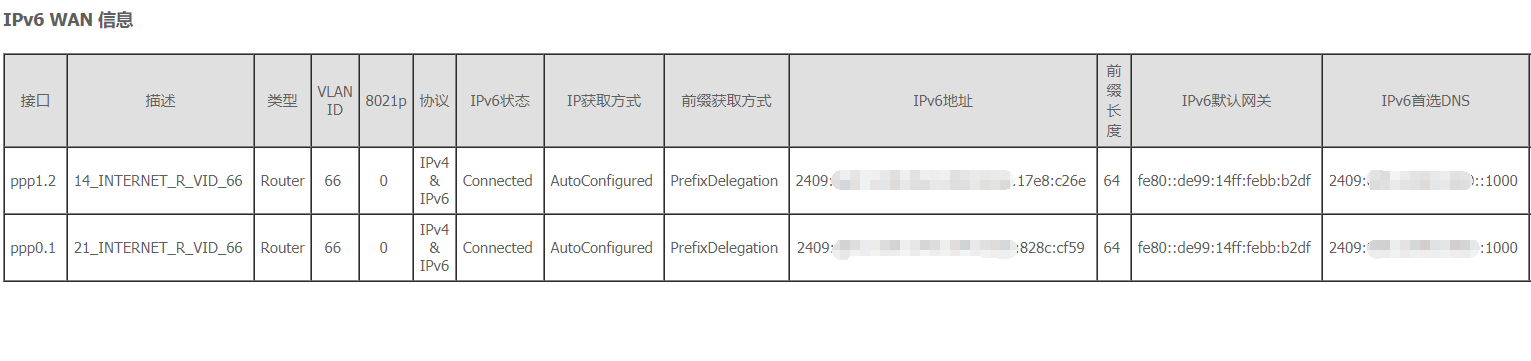 IPv6 WAN 信息
接口 描述 类型 VLAN ID 8021p 协议 IPv6状态 IP获取方式 前缀获取方式 IPv6地址 前缀长度 IPv6默认网关 IPv6首选DNS
ppp1.2 14_INTERNET_R_VID_66 Router 66 0 IPv4 & IPv6 Connected AutoConfigured PrefixDelegation 2409: 17e8:c26e 64 fe80::de99:14ff:febb:b2df 2409: ::1000
ppp0.1 21_INTERNET_R_VID_66 Router 66 0 IPv4 & IPv6 Connected AutoConfigured PrefixDelegation 2409: :828c:cf59 64 fe80::de99:14ff:febb:b2df 2409: :1000